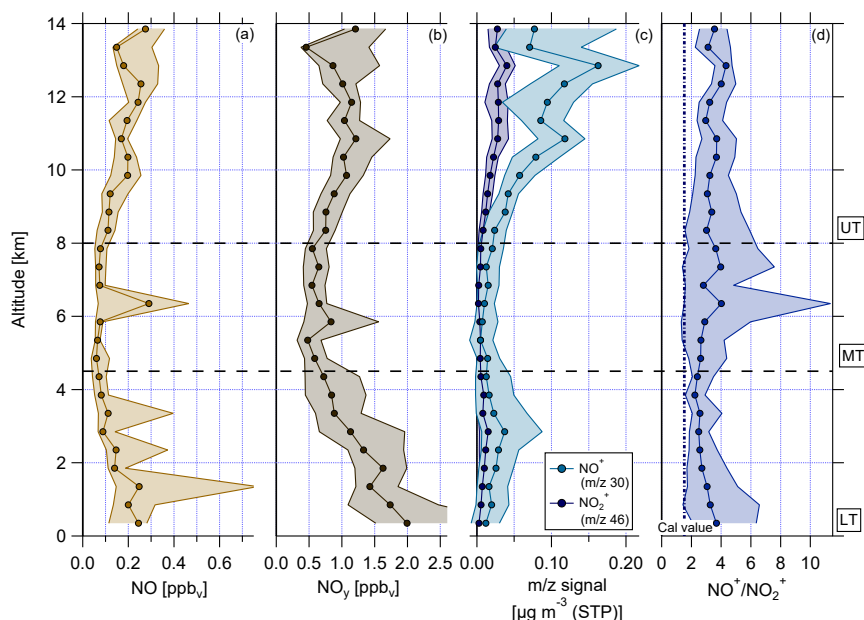 (a)
(b)
(c)
(d)
14
12
10
8
6
4
2
0
Altitude [km]
UT
MT
LT
NO⁺
(m/z 30)
NO₂⁺
(m/z 46)
Cal value
0.0 0.2 0.4 0.6
0.0 0.5 1.0 1.5 2.0 2.5
0.00 0.10 0.20
2 4 6 8 10
NO [ppbᵥ]
NOy [ppbᵥ]
m/z signal
[µg m⁻³ (STP)]
NO⁺/NO₂⁺